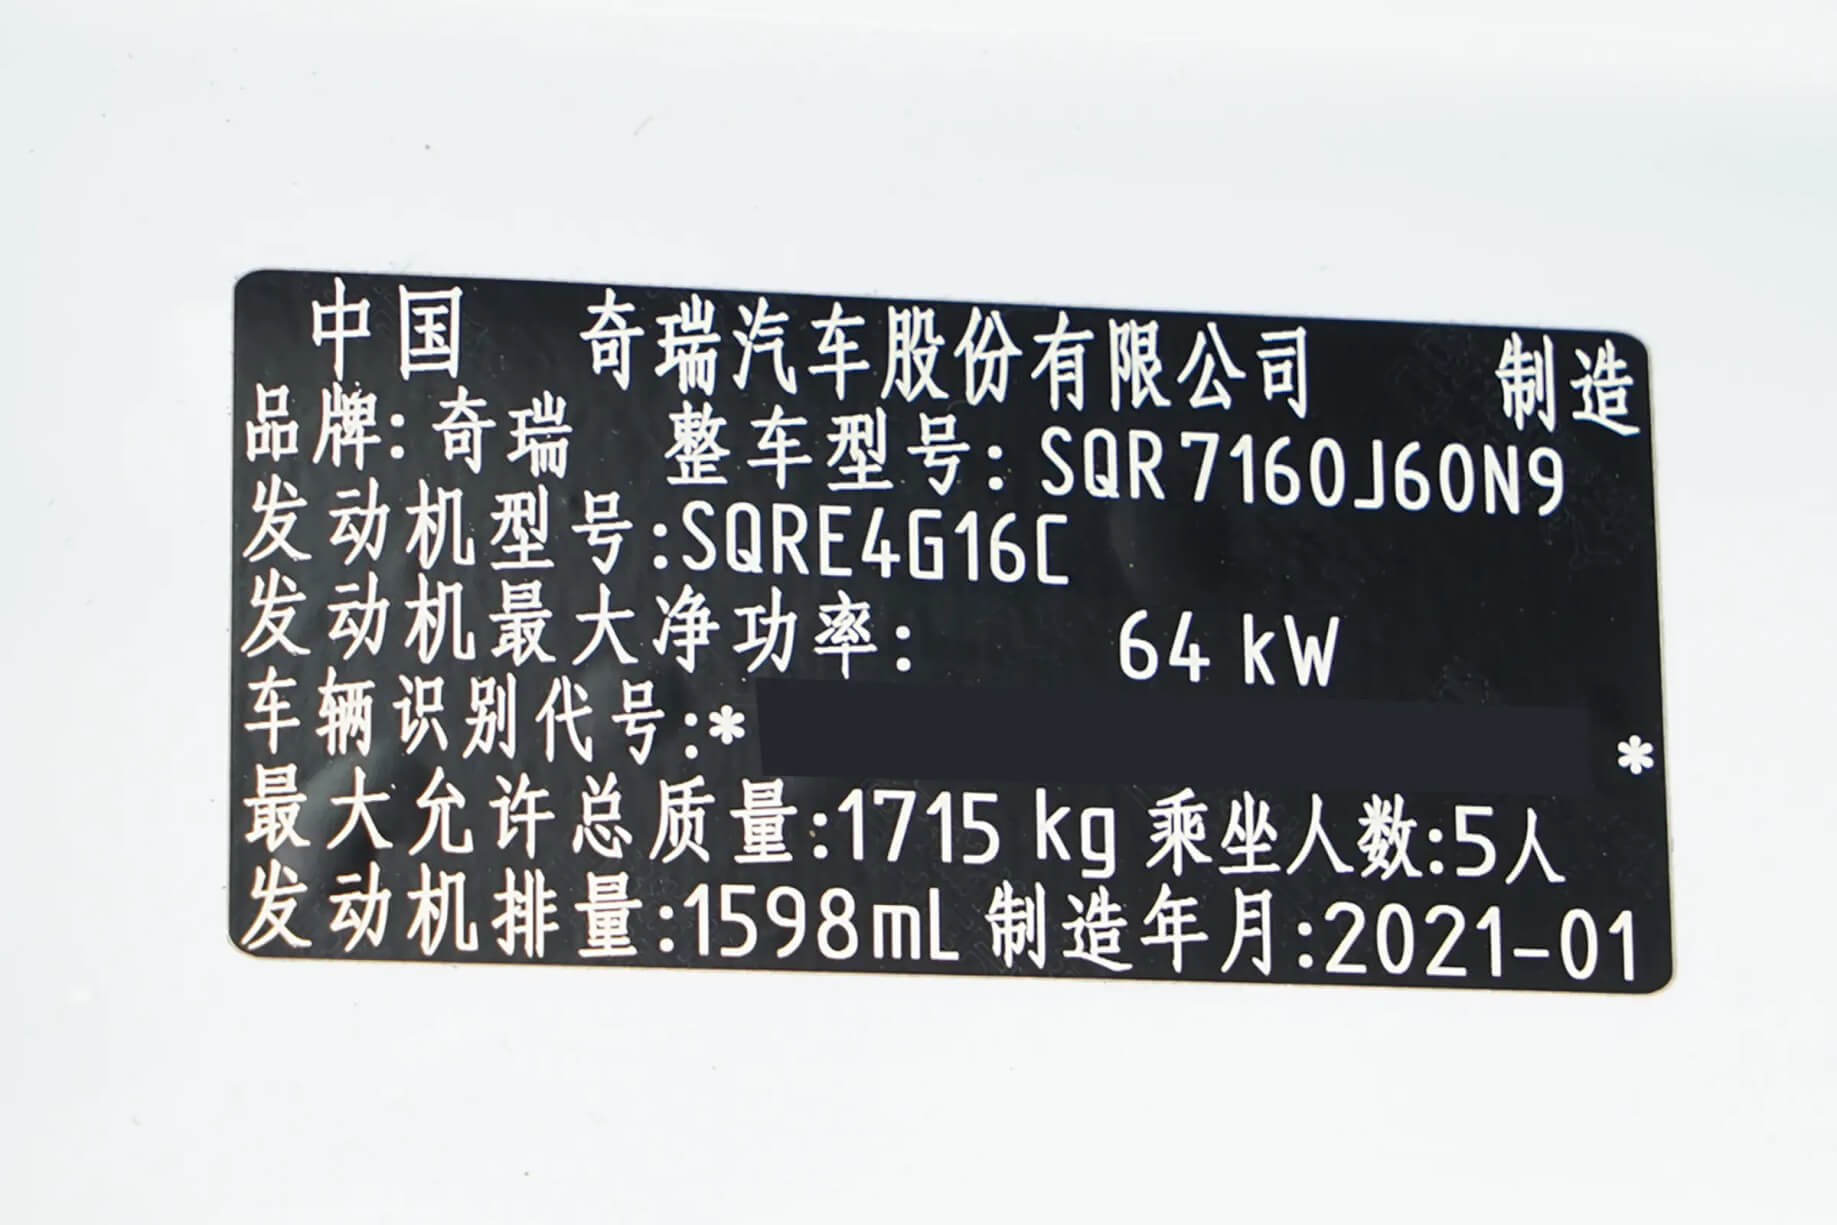 中国 奇瑞汽车股份有限公司 制造
品牌:奇瑞 整车型号:SQR7160J60N9
发动机型号:SQRE4G16C
发动机最大净功率: 64 kW
车辆识别代号:* *
最大允许总质量:1715 kg 乘坐人数:5人
发动机排量:1598mL 制造年月:2021-01